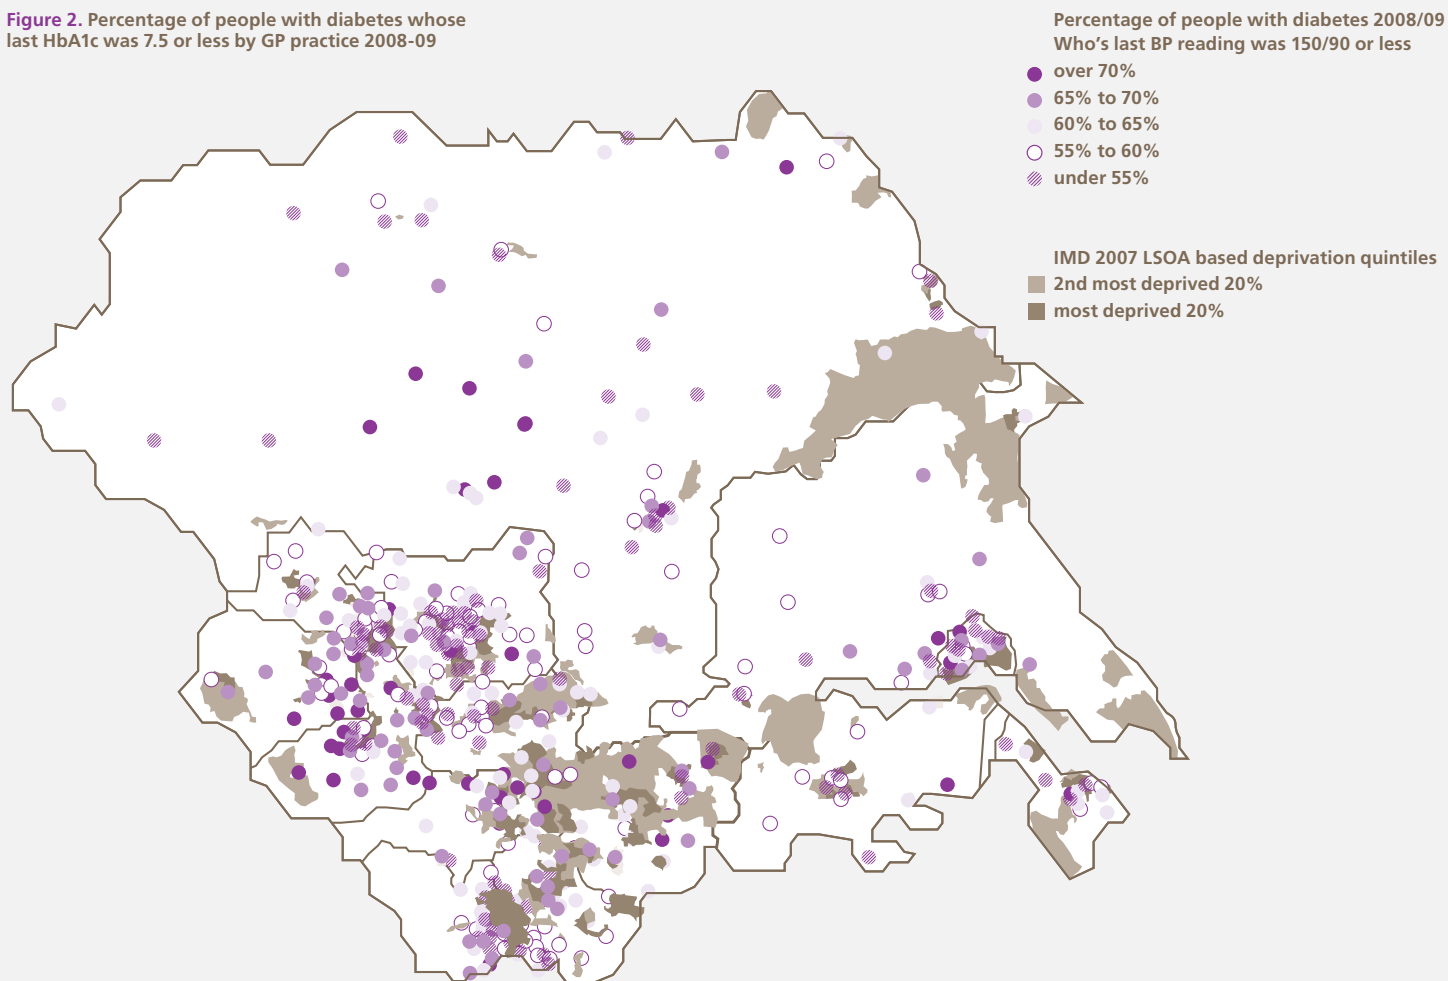 Figure 2. Percentage of people with diabetes whose
last HbA1c was 7.5 or less by GP practice 2008-09
Percentage of people with diabetes 2008/09
Who's last BP reading was 150/90 or less
over 70%
65% to 70%
60% to 65%
55% to 60%
under 55%
IMD 2007 LSOA based deprivation quintiles
2nd most deprived 20%
most deprived 20%